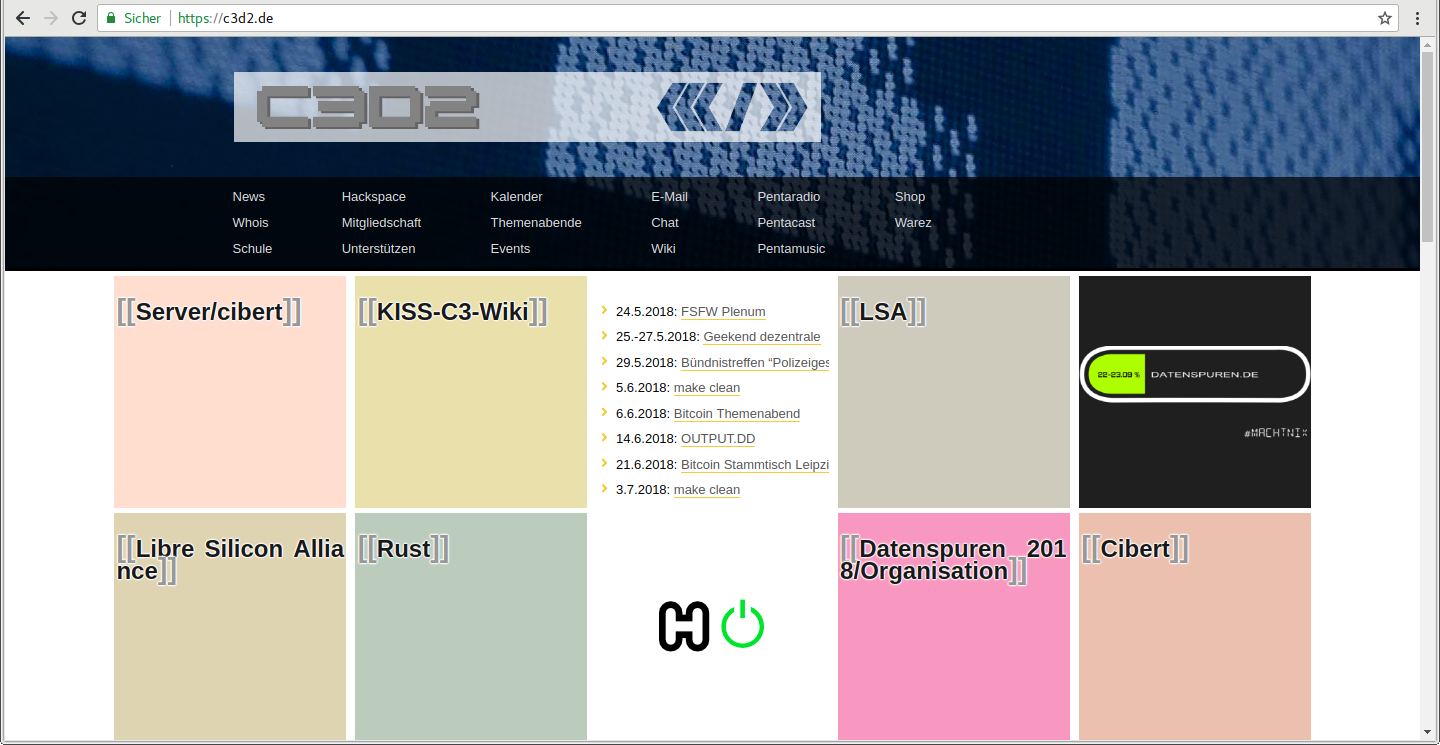 Sicher https://c3d2.de
C3D2 <<</>>
News Hackspace Kalender E-Mail Pentaradio Shop
Whois Mitgliedschaft Themenabende Chat Pentacast Warez
Schule Unterstützen Events Wiki Pentamusic
[[Server/cibert]]
[[KISS-C3-Wiki]]
24.5.2018: FSFW Plenum
25.-27.5.2018: Geekend dezentrale
29.5.2018: Bündnistreffen “Polizeiges
5.6.2018: make clean
6.6.2018: Bitcoin Themenabend
14.6.2018: OUTPUT.DD
21.6.2018: Bitcoin Stammtisch Leipzi
3.7.2018: make clean
[[LSA]]
22-23.09 % DATENSPUREN.DE
#MACHTNIX
[[Libre Silicon Allia
nce]]
[[Rust]]
[[Datenspuren 201
8/Organisation]]
[[Cibert]]